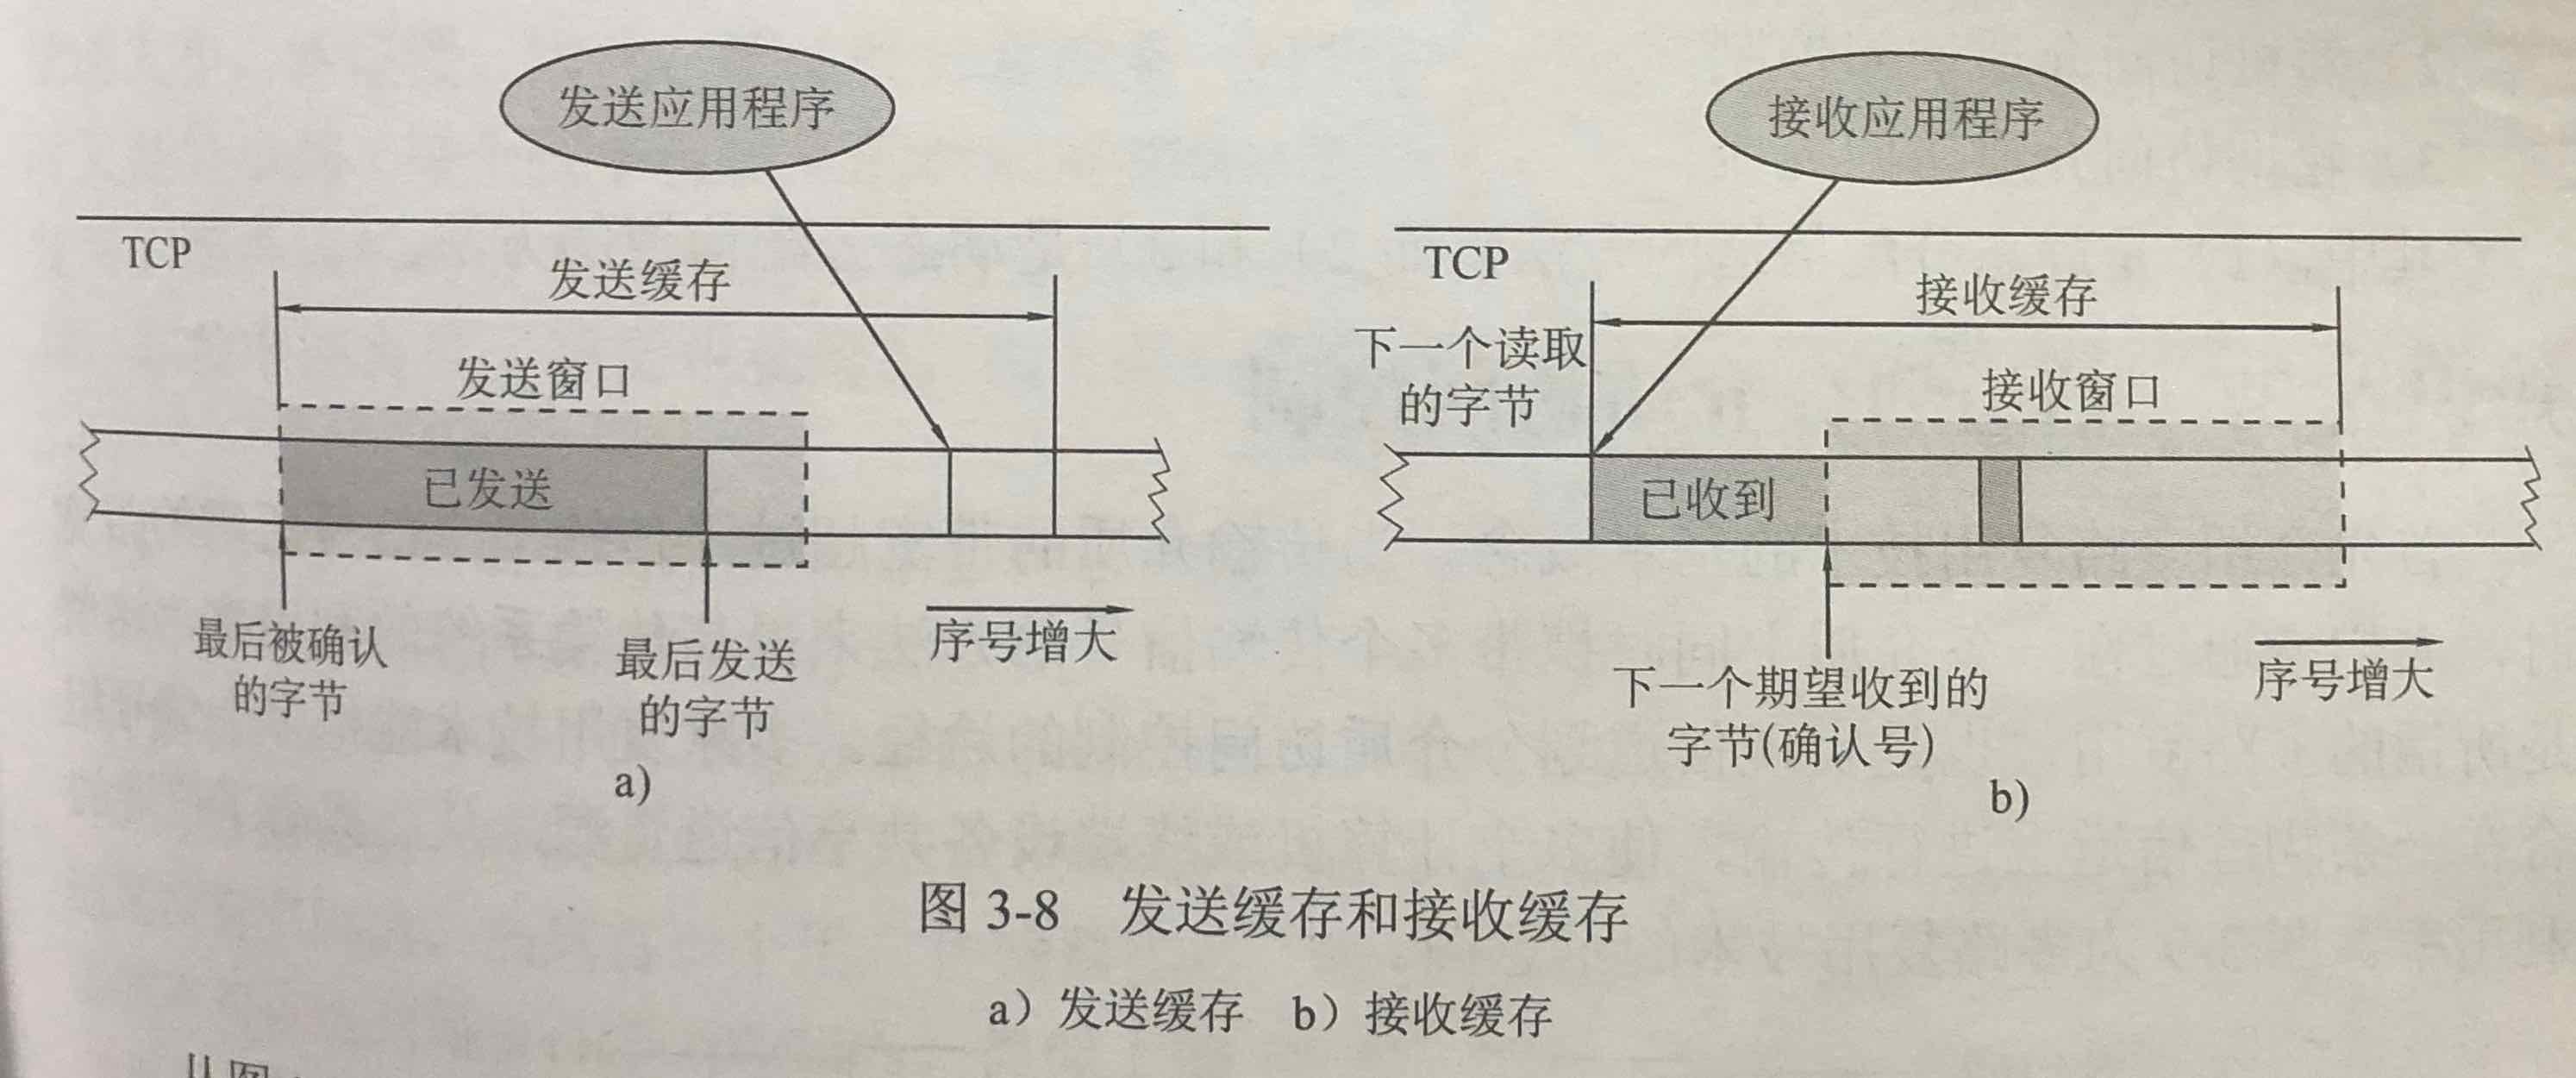 发送应用程序
TCP
发送缓存
发送窗口
已发送
最后被确认
的字节
最后发送
的字节
序号增大
a)
接收应用程序
TCP
接收缓存
下一个读取
的字节
接收窗口
已收到
下一个期望收到的
字节(确认号)
序号增大
b)
图 3-8 发送缓存和接收缓存
a）发送缓存 b）接收缓存